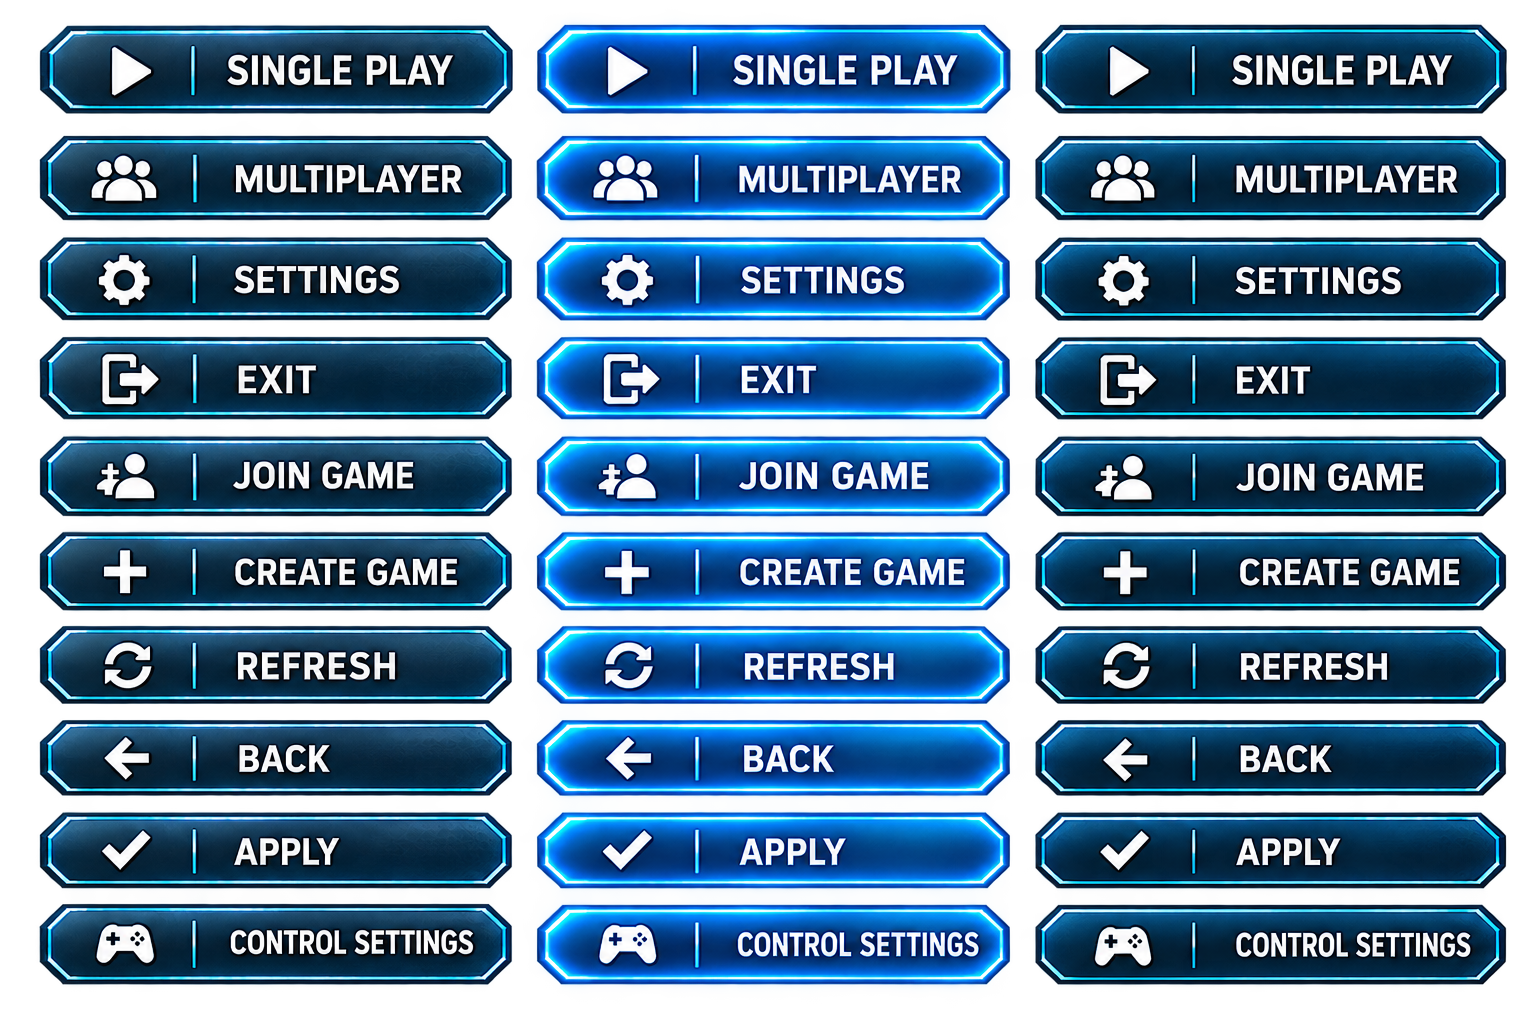 SINGLE PLAY SINGLE PLAY SINGLE PLAY
MULTIPLAYER MULTIPLAYER MULTIPLAYER
SETTINGS SETTINGS SETTINGS
EXIT EXIT EXIT
JOIN GAME JOIN GAME JOIN GAME
CREATE GAME CREATE GAME CREATE GAME
REFRESH REFRESH REFRESH
BACK BACK BACK
APPLY APPLY APPLY
CONTROL SETTINGS CONTROL SETTINGS CONTROL SETTINGS